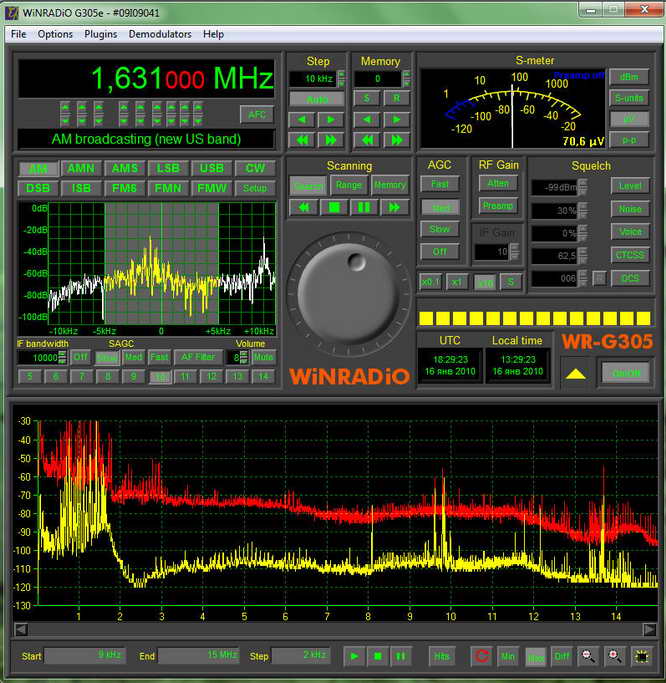 WiNRADiO G305e - #09I09041
File Options Plugins Demodulators Help
1,631000 MHz
AFC
AM broadcasting (new US band)
Step
10 kHz
Auto
Memory
0
S R
S-meter
Preamp off
1 10 100 1000
-120 -100 -80 -60 -40 -20
70,6 µV
dBm
S-units
µV
p-p
AM AMN AMS LSB USB CW
DSB ISB FM6 FMN FMW Setup
0dB
-20dB
-40dB
-60dB
-80dB
-100dB
-10kHz -5kHz 0 +5kHz +10kHz
IF bandwidth SAGC Volume
10000 Off Slow Med Fast AF Filter 8 Mute
5 6 7 8 9 10 11 12 13 14
Scanning
Search Range Memory
WiNRADiO
AGC
Fast
Med
Slow
Off
RF Gain
Atten
Preamp
IF Gain
10
x0.1 x1 x10 S
Squelch
-99dBm Level
30% Noise
0% Voice
62,5 CTCSS
006 R DCS
UTC Local time
18:29:23 13:29:23
16 янв 2010 16 янв 2010
WR-G305
On/Off
-30
-40
-50
-60
-70
-80
-90
-100
-110
-120
-130
1 2 3 4 5 6 7 8 9 10 11 12 13 14
Start 9 kHz End 15 MHz Step 2 kHz Hits Min Max Diff